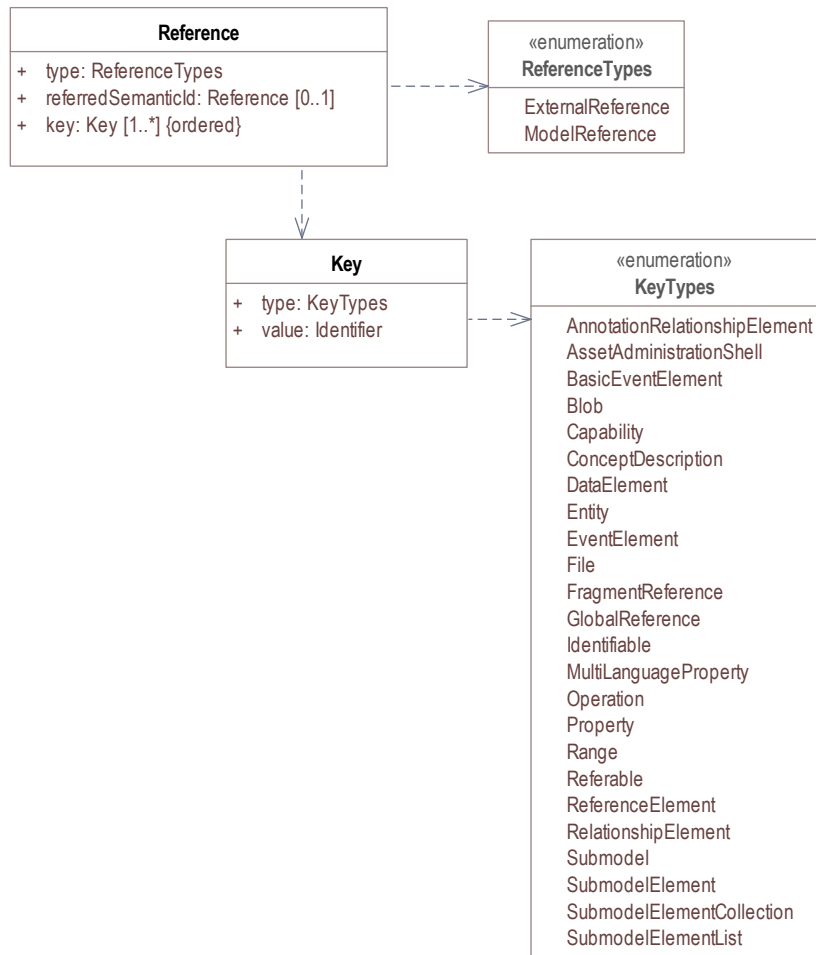 Reference
+ type: ReferenceTypes
+ referredSemanticId: Reference [0..1]
+ key: Key [1..*] {ordered}
«enumeration»
ReferenceTypes
ExternalReference
ModelReference
Key
+ type: KeyTypes
+ value: Identifier
«enumeration»
KeyTypes
AnnotationRelationshipElement
AssetAdministrationShell
BasicEventElement
Blob
Capability
ConceptDescription
DataElement
Entity
EventElement
File
FragmentReference
GlobalReference
Identifiable
MultiLanguageProperty
Operation
Property
Range
Referable
ReferenceElement
RelationshipElement
Submodel
SubmodelElement
SubmodelElementCollection
SubmodelElementList